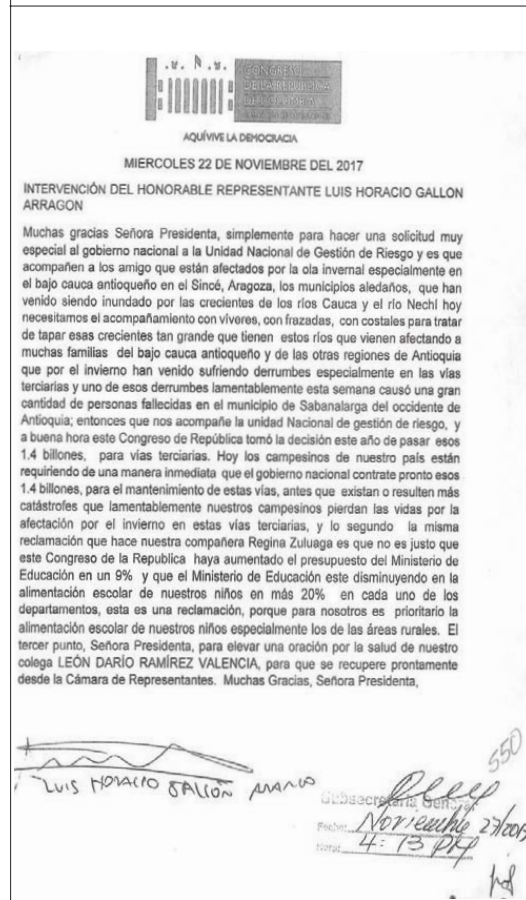 CONGRESO
DE LA REPÚBLICA
DE COLOMBIA
AQUÍVIVE LA DEMOCRACIA
MIERCOLES 22 DE NOVIEMBRE DEL 2017
INTERVENCIÓN DEL HONORABLE REPRESENTANTE LUIS HORACIO GALLON
ARRAGON
Muchas gracias Señora Presidenta, simplemente para hacer una solicitud muy
especial al gobierno nacional a la Unidad Nacional de Gestión de Riesgo y es que
acompañen a los amigo que están afectados por la ola invernal especialmente en
el bajo cauca antioqueño en el Sincé, Aragoza, los municipios aledaños, que han
venido siendo inundado por las crecientes de los ríos Cauca y el río Nechí hoy
necesitamos el acompañamiento con víveres, con frazadas, con costales para tratar
de tapar esas crecientes tan grande que tienen estos ríos que vienen afectando a
muchas familias del bajo cauca antioqueño y de las otras regiones de Antioquia
que por el invierno han venido sufriendo derrumbes especialmente en las vías
terciarias y uno de esos derrumbes lamentablemente esta semana causó una gran
cantidad de personas fallecidas en el municipio de Sabanalarga del occidente de
Antioquia; entonces que nos acompañe la unidad Nacional de gestión de riesgo, y
a buena hora este Congreso de República tomó la decisión este año de pasar esos
1.4 billones, para vías terciarias. Hoy los campesinos de nuestro país están
requiriendo de una manera inmediata que el gobierno nacional contrate pronto esos
1.4 billones, para el mantenimiento de estas vías, antes que existan o resulten más
catástrofes que lamentablemente nuestros campesinos pierdan las vidas por la
afectación por el invierno en estas vías terciarias, y lo segundo la misma
reclamación que hace nuestra compañera Regina Zuluaga es que no es justo que
este Congreso de la Republica haya aumentado el presupuesto del Ministerio de
Educación en un 9% y que el Ministerio de Educación este disminuyendo en la
alimentación escolar de nuestros niños en más 20% en cada uno de los
departamentos, esta es una reclamación, porque para nosotros es prioritario la
alimentación escolar de nuestros niños especialmente los de las áreas rurales. El
tercer punto, Señora Presidenta, para elevar una oración por la salud de nuestro
colega LEÓN DARÍO RAMÍREZ VALENCIA, para que se recupere prontamente
desde la Cámara de Representantes. Muchas Gracias, Señora Presidenta,
550
LUIS HORACIO GALLÓN ARANGO
Subsecretaría General
Fecha: Noviembre 27/2017
Hora: 4:13 PM